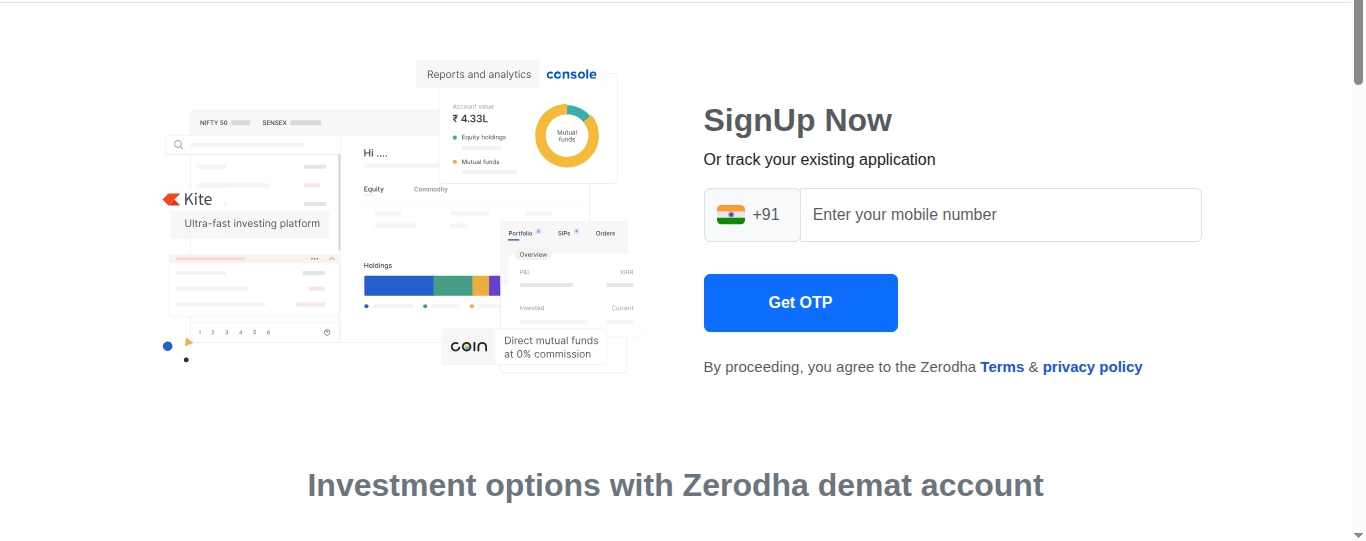 Reports and analytics
console
Account value
₹ 4.33L
Equity holdings
Mutual funds
Mutual
funds
NIFTY 50
SENSEX
Hi ....
Equity
Commodity
Kite
Ultra-fast investing platform
Portfolio 6
SIPs 4
Orders
Overview
P&L
XIRR
Holdings
Invested
Current
1 2 3 4 5 6
coin
Direct mutual funds
at 0% commission
SignUp Now
Or track your existing application
+91
Enter your mobile number
Get OTP
By proceeding, you agree to the Zerodha Terms & privacy policy
Investment options with Zerodha demat account